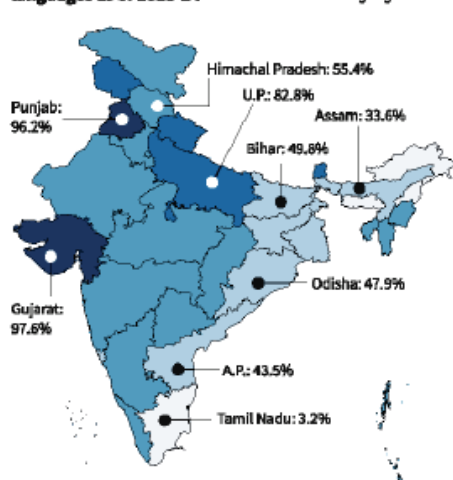 Himachal Pradesh: 55.4%
U.P.: 82.8%
Punjab:
96.2%
Assam: 33.6%
Bihar: 49.8%
Odisha: 47.9%
Gujarat:
97.6%
A.P.: 43.5%
Tamil Nadu: 3.2%